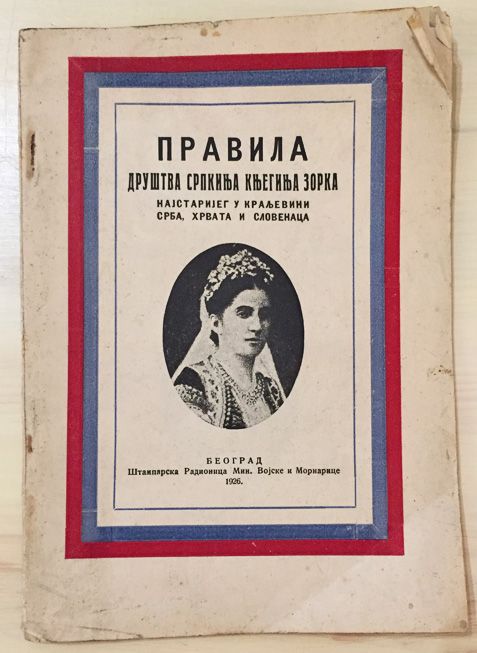 ПРАВИЛА
ДРУШТВА СРПКИЊА КЊЕГИЊА ЗОРКА
НАЈСТАРИЈЕГ У КРАЉЕВИНИ
СРБА, ХРВАТА И СЛОВЕНАЦА
БЕОГРАД
Штампарска Радионица Мин. Војске и Морнарице
1926.